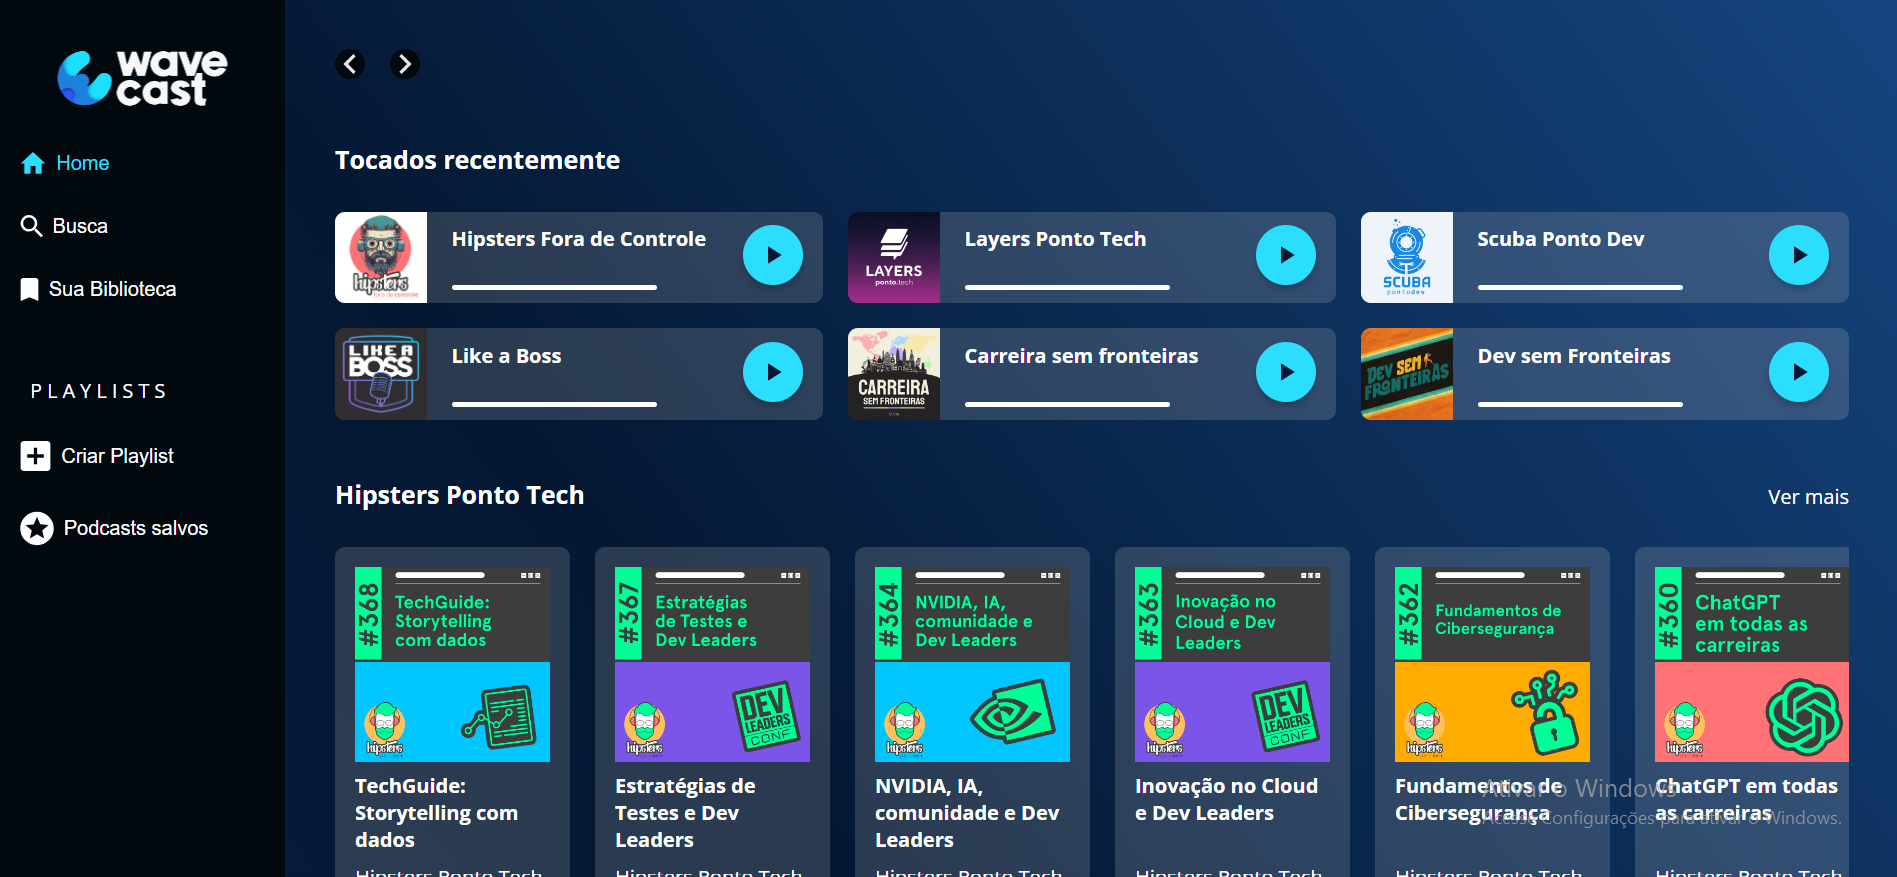 wave
cast
Home
Busca
Sua Biblioteca
PLAYLISTS
Criar Playlist
Podcasts salvos
Tocados recentemente
hipsters
fora de controle
Hipsters Fora de Controle
LAYERS
ponto.tech
Layers Ponto Tech
SCUBA
pontodev
Scuba Ponto Dev
LIKE A
BOSS
Like a Boss
CARREIRA
SEM FRONTEIRAS
Carreira sem fronteiras
DEV SEM
FRONTEIRAS
Dev sem Fronteiras
Hipsters Ponto Tech
Ver mais
#368
TechGuide:
Storytelling
com dados
hipsters
TechGuide:
Storytelling com
dados
Hipsters Ponto Tech
#367
Estratégias
de Testes e
Dev Leaders
hipsters
DEV
LEADERS
CONF
Estratégias de
Testes e Dev
Leaders
Hipsters Ponto Tech
#364
NVIDIA, IA,
comunidade e
Dev Leaders
hipsters
NVIDIA, IA,
comunidade e Dev
Leaders
Hipsters Ponto Tech
#363
Inovação no
Cloud e Dev
Leaders
hipsters
DEV
LEADERS
CONF
Inovação no Cloud
e Dev Leaders
Hipsters Ponto Tech
#362
Fundamentos de
Cibersegurança
hipsters
Fundamentos de
Cibersegurança
Hipsters Ponto Tech
#360
ChatGPT
em todas as
carreiras
hipsters
ChatGPT em todas
as carreiras
Hipsters Ponto Tech
Ativar o Windows
Acesse Configurações para ativar o Windows.